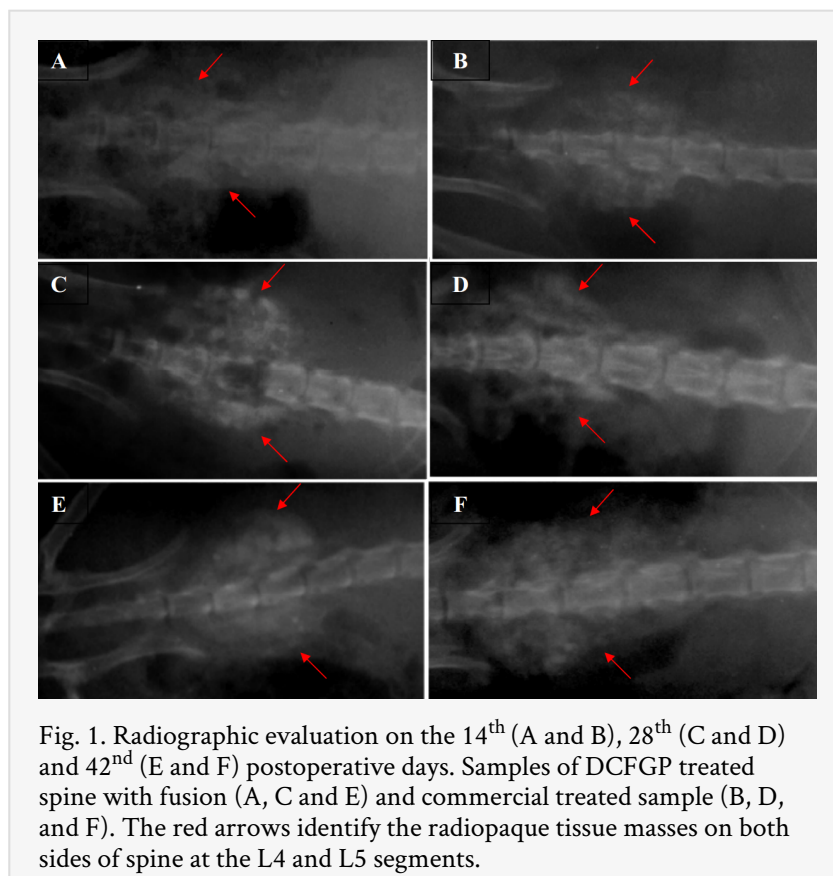 A
B
C
D
E
F
Fig. 1. Radiographic evaluation on the 14th (A and B), 28th (C and D)
and 42nd (E and F) postoperative days. Samples of DCFGP treated
spine with fusion (A, C and E) and commercial treated sample (B, D,
and F). The red arrows identify the radiopaque tissue masses on both
sides of spine at the L4 and L5 segments.